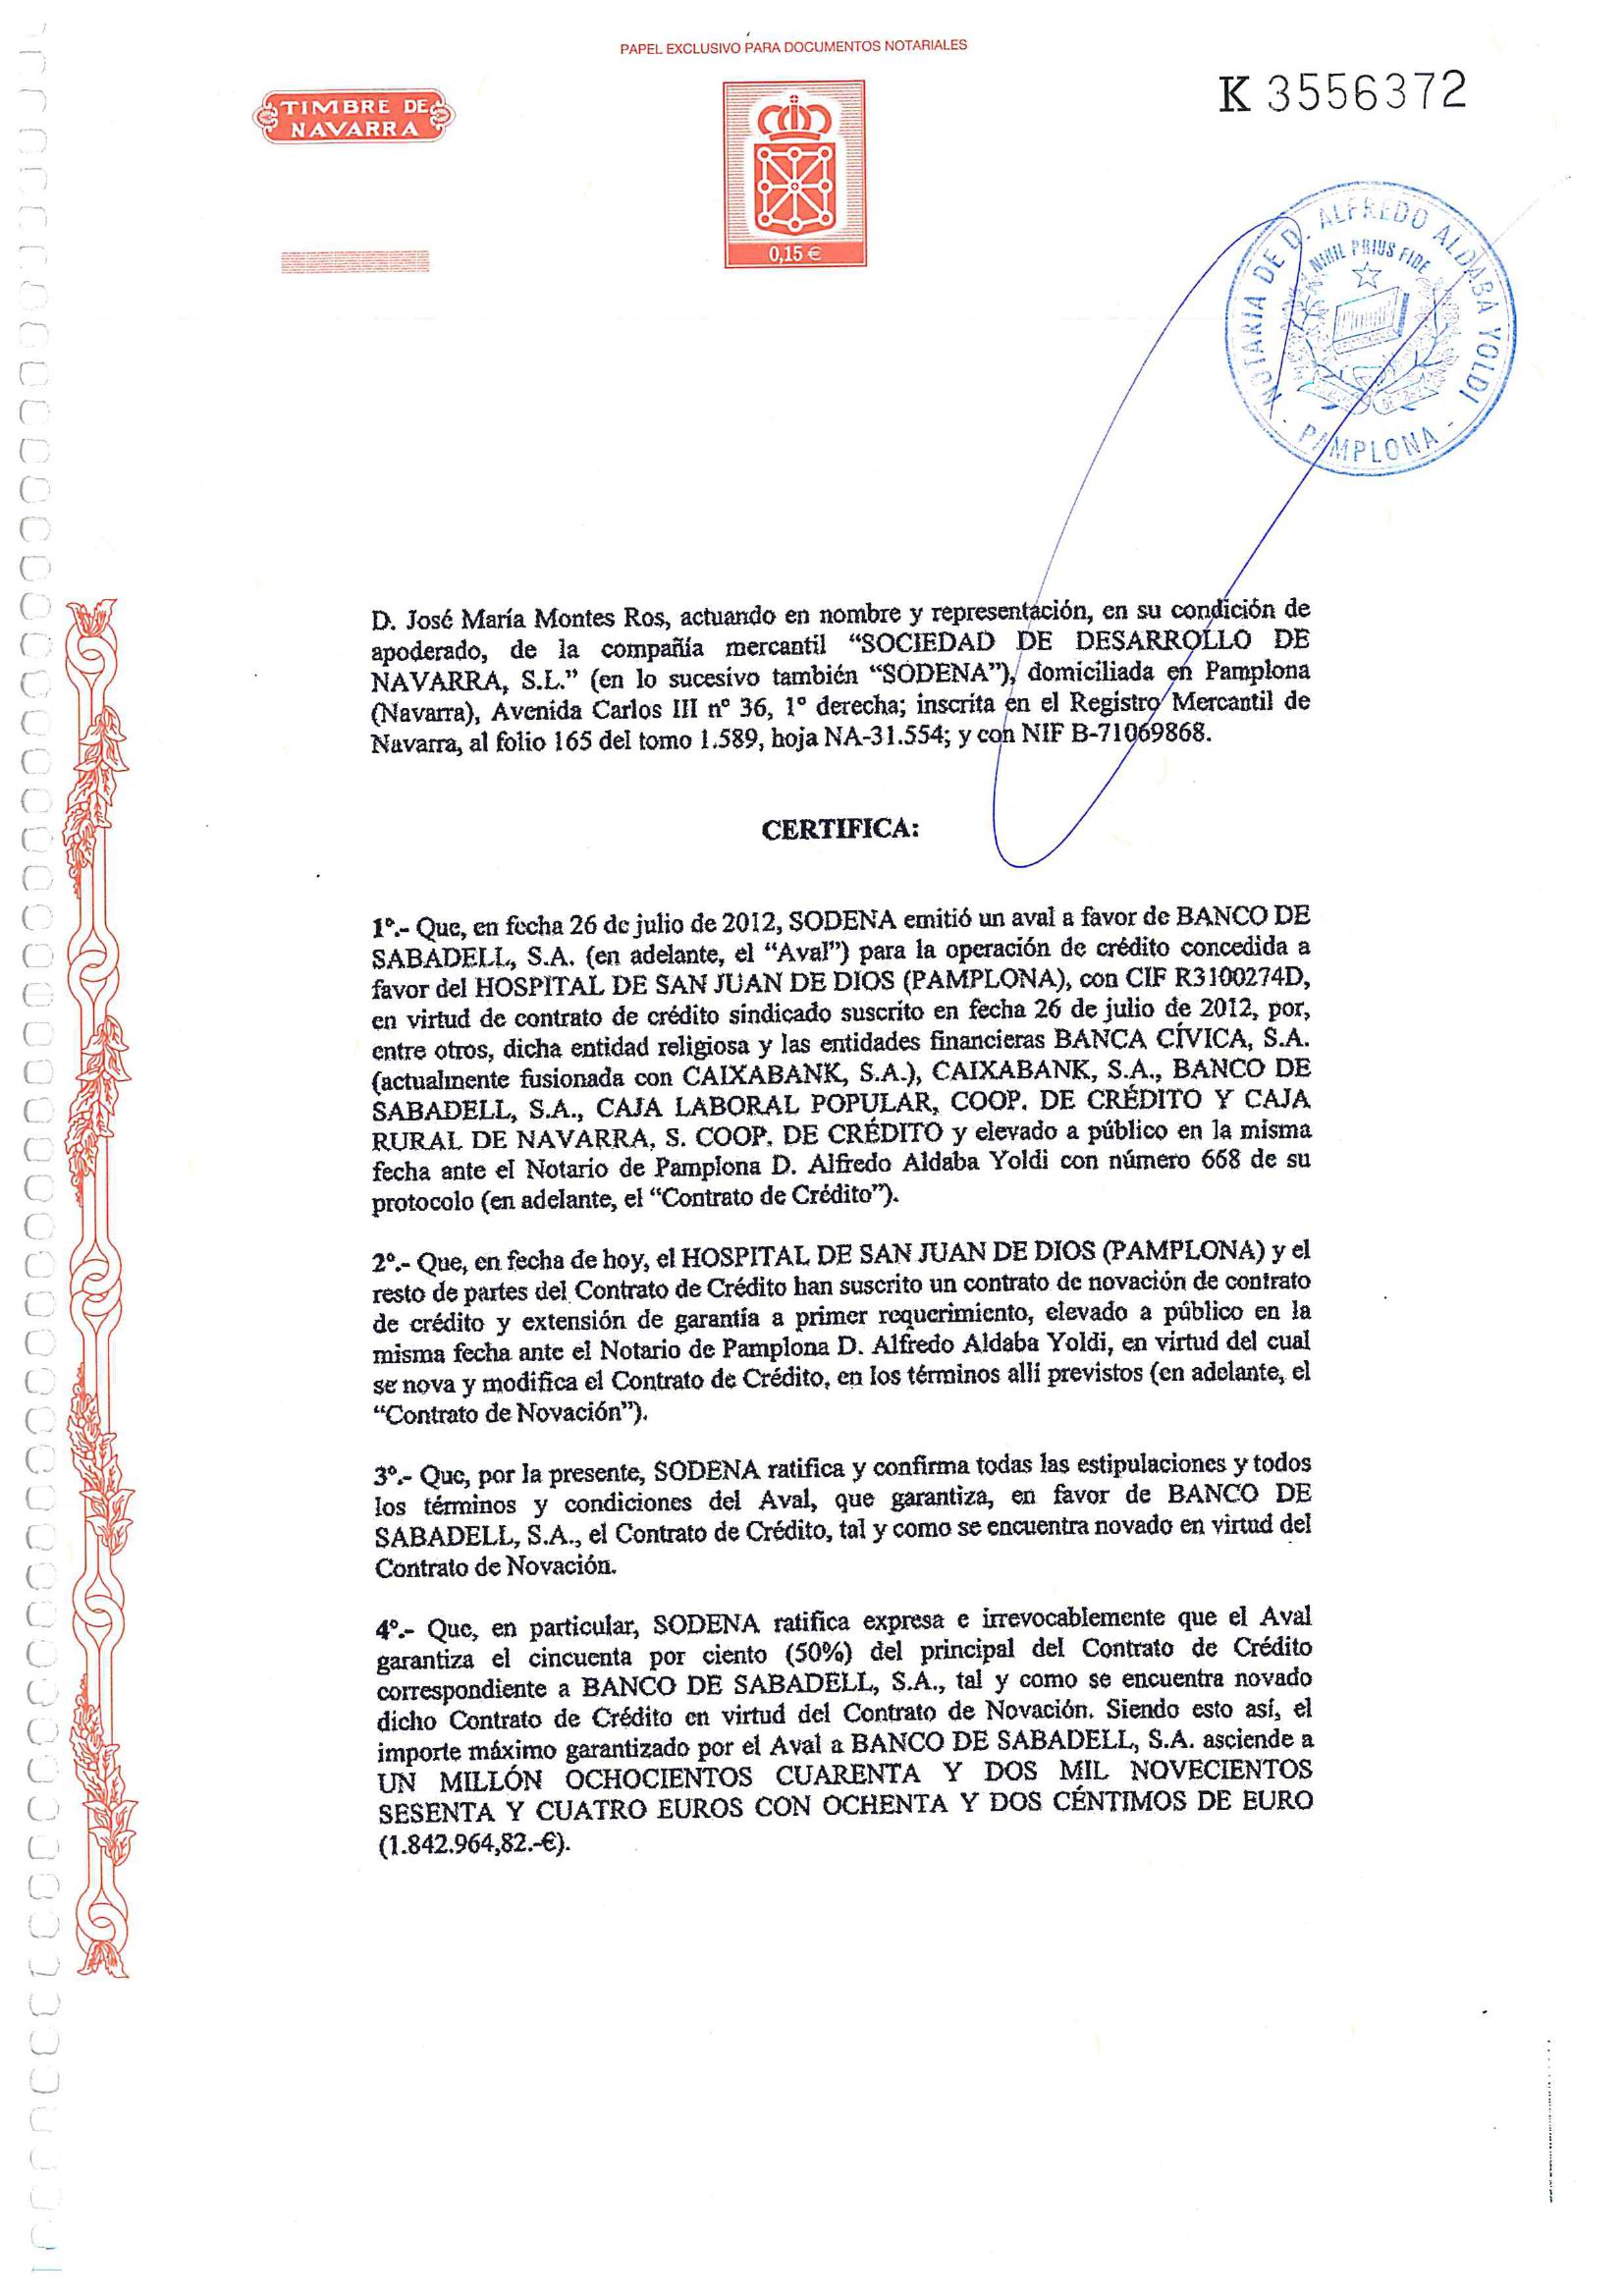 PAPEL EXCLUSIVO PARA DOCUMENTOS NOTARIALES
TIMBRE DE
NAVARRA
0,15 €
K 3556372
NOTARIA DE D. ALFREDO ALDABA YOLDI
NIHIL PRIUS FIDE
- PAMPLONA -
D. José María Montes Ros, actuando en nombre y representación, en su condición de
apoderado, de la compañía mercantil “SOCIEDAD DE DESARROLLO DE
NAVARRA, S.L.” (en lo sucesivo también “SODENA”), domiciliada en Pamplona
(Navarra), Avenida Carlos III nº 36, 1º derecha; inscrita en el Registro Mercantil de
Navarra, al folio 165 del tomo 1.589, hoja NA-31.554; y con NIF B-71069868.
CERTIFICA:
1º.- Que, en fecha 26 de julio de 2012, SODENA emitió un aval a favor de BANCO DE
SABADELL, S.A. (en adelante, el “Aval”) para la operación de crédito concedida a
favor del HOSPITAL DE SAN JUAN DE DIOS (PAMPLONA), con CIF R3100274D,
en virtud de contrato de crédito sindicado suscrito en fecha 26 de julio de 2012, por,
entre otros, dicha entidad religiosa y las entidades financieras BANCA CÍVICA, S.A.
(actualmente fusionada con CAIXABANK, S.A.), CAIXABANK, S.A., BANCO DE
SABADELL, S.A., CAJA LABORAL POPULAR, COOP. DE CRÉDITO Y CAJA
RURAL DE NAVARRA, S. COOP. DE CRÉDITO y elevado a público en la misma
fecha ante el Notario de Pamplona D. Alfredo Aldaba Yoldi con número 668 de su
protocolo (en adelante, el “Contrato de Crédito”).
2º.- Que, en fecha de hoy, el HOSPITAL DE SAN JUAN DE DIOS (PAMPLONA) y el
resto de partes del Contrato de Crédito han suscrito un contrato de novación de contrato
de crédito y extensión de garantía a primer requerimiento, elevado a público en la
misma fecha ante el Notario de Pamplona D. Alfredo Aldaba Yoldi, en virtud del cual
se nova y modifica el Contrato de Crédito, en los términos allí previstos (en adelante, el
“Contrato de Novación”).
3º.- Que, por la presente, SODENA ratifica y confirma todas las estipulaciones y todos
los términos y condiciones del Aval, que garantiza, en favor de BANCO DE
SABADELL, S.A., el Contrato de Crédito, tal y como se encuentra novado en virtud del
Contrato de Novación.
4º.- Que, en particular, SODENA ratifica expresa e irrevocablemente que el Aval
garantiza el cincuenta por ciento (50%) del principal del Contrato de Crédito
correspondiente a BANCO DE SABADELL, S.A., tal y como se encuentra novado
dicho Contrato de Crédito en virtud del Contrato de Novación. Siendo esto así, el
importe máximo garantizado por el Aval a BANCO DE SABADELL, S.A. asciende a
UN MILLÓN OCHOCIENTOS CUARENTA Y DOS MIL NOVECIENTOS
SESENTA Y CUATRO EUROS CON OCHENTA Y DOS CÉNTIMOS DE EURO
(1.842.964,82.-€).